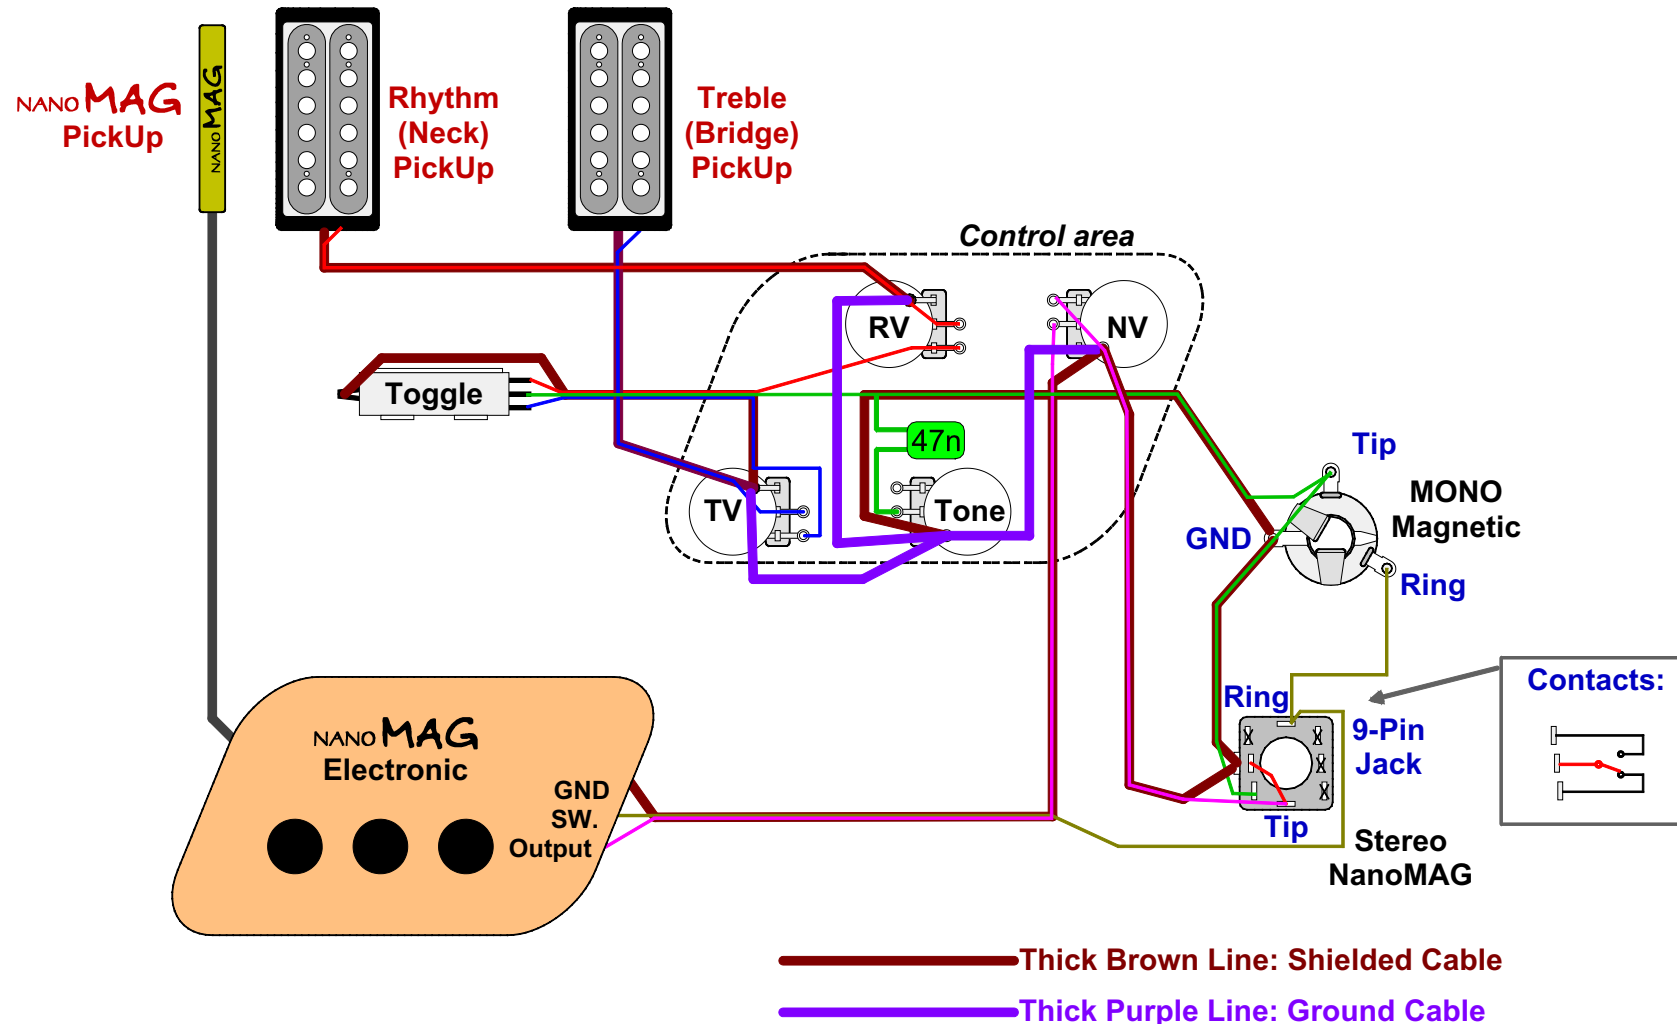 NANO MAG
PickUp
NANO MAG
Rhythm
(Neck)
PickUp
Treble
(Bridge)
PickUp
Control area
RV
NV
Toggle
47n
TV
Tone
Tip
MONO
Magnetic
GND
Ring
Contacts:
Ring
9-Pin
Jack
Tip
Stereo
NanoMAG
NANO MAG
Electronic
GND
SW.
Output
Thick Brown Line: Shielded Cable
Thick Purple Line: Ground Cable